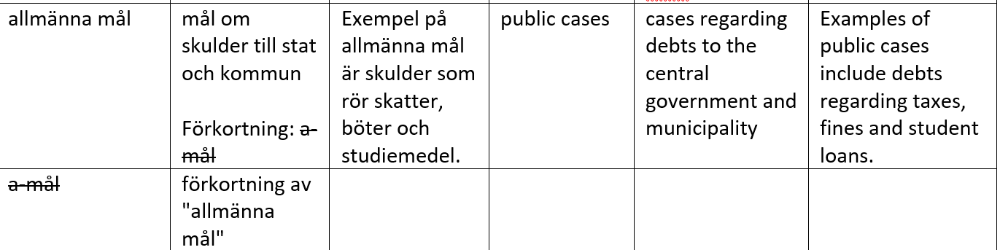 allmänna mål
mål om
skulder till stat
och kommun
Förkortning: a-
mål
Exempel på
allmänna mål
är skulder som
rör skatter,
böter och
studiemedel.
public cases
cases regarding
debts to the
central
government and
municipality
Examples of
public cases
include debts
regarding taxes,
fines and student
loans.
a-mål
förkortning av
"allmänna
mål"